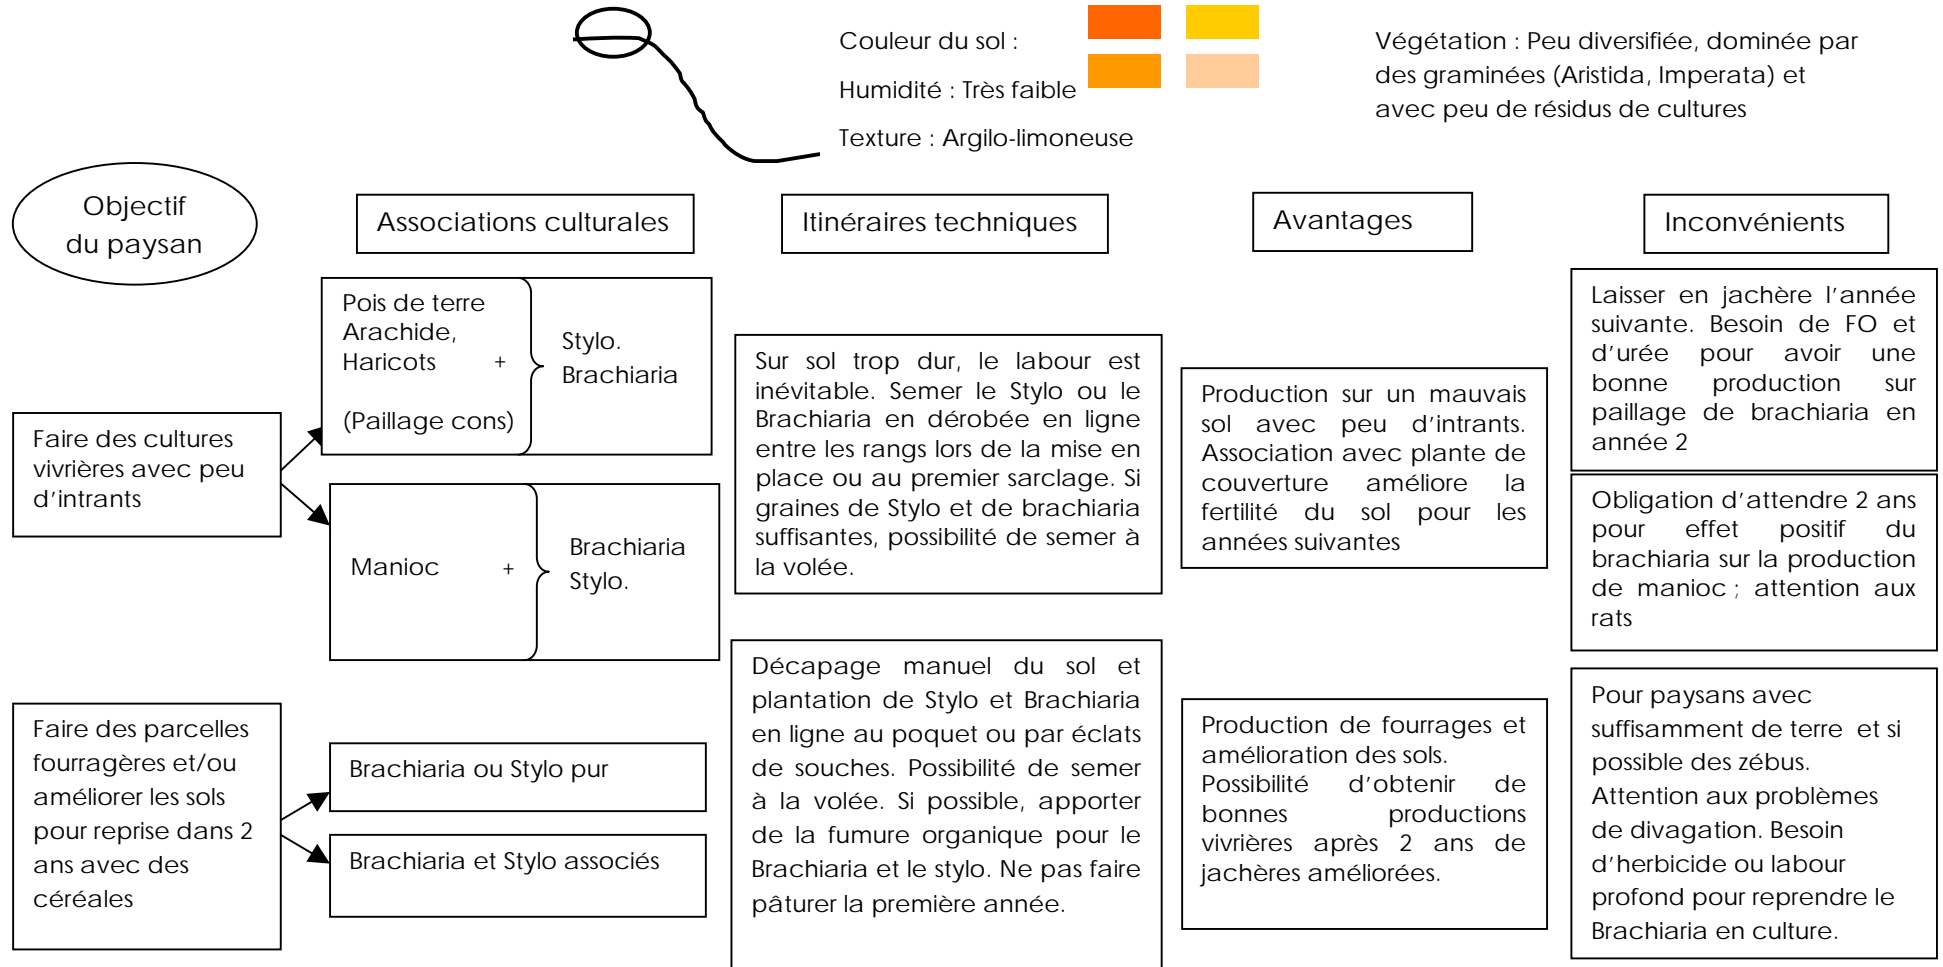 Couleur du sol :
Humidité : Très faible
Texture : Argilo-limoneuse
Végétation : Peu diversifiée, dominée par
des graminées (Aristida, Imperata) et
avec peu de résidus de cultures
Objectif
du paysan
Associations culturales
Itinéraires techniques
Avantages
Inconvénients
Faire des cultures
vivrières avec peu
d'intrants
Pois de terre
Arachide,
Haricots +
(Paillage cons)
Stylo.
Brachiaria
Manioc +
Brachiaria
Stylo.
Sur sol trop dur, le labour est
inévitable. Semer le Stylo ou le
Brachiaria en dérobée en ligne
entre les rangs lors de la mise en
place ou au premier sarclage. Si
graines de Stylo et de brachiaria
suffisantes, possibilité de semer à
la volée.
Production sur un mauvais
sol avec peu d'intrants.
Association avec plante de
couverture améliore la
fertilité du sol pour les
années suivantes
Laisser en jachère l'année
suivante. Besoin de FO et
d'urée pour avoir une
bonne production sur
paillage de brachiaria en
année 2
Obligation d'attendre 2 ans
pour effet positif du
brachiaria sur la production
de manioc ; attention aux
rats
Faire des parcelles
fourragères et/ou
améliorer les sols
pour reprise dans 2
ans avec des
céréales
Brachiaria ou Stylo pur
Brachiaria et Stylo associés
Décapage manuel du sol et
plantation de Stylo et Brachiaria
en ligne au poquet ou par éclats
de souches. Possibilité de semer
à la volée. Si possible, apporter
de la fumure organique pour le
Brachiaria et le stylo. Ne pas faire
pâturer la première année.
Production de fourrages et
amélioration des sols.
Possibilité d'obtenir de
bonnes productions
vivrières après 2 ans de
jachères améliorées.
Pour paysans avec
suffisamment de terre et si
possible des zébus.
Attention aux problèmes
de divagation. Besoin
d'herbicide ou labour
profond pour reprendre le
Brachiaria en culture.